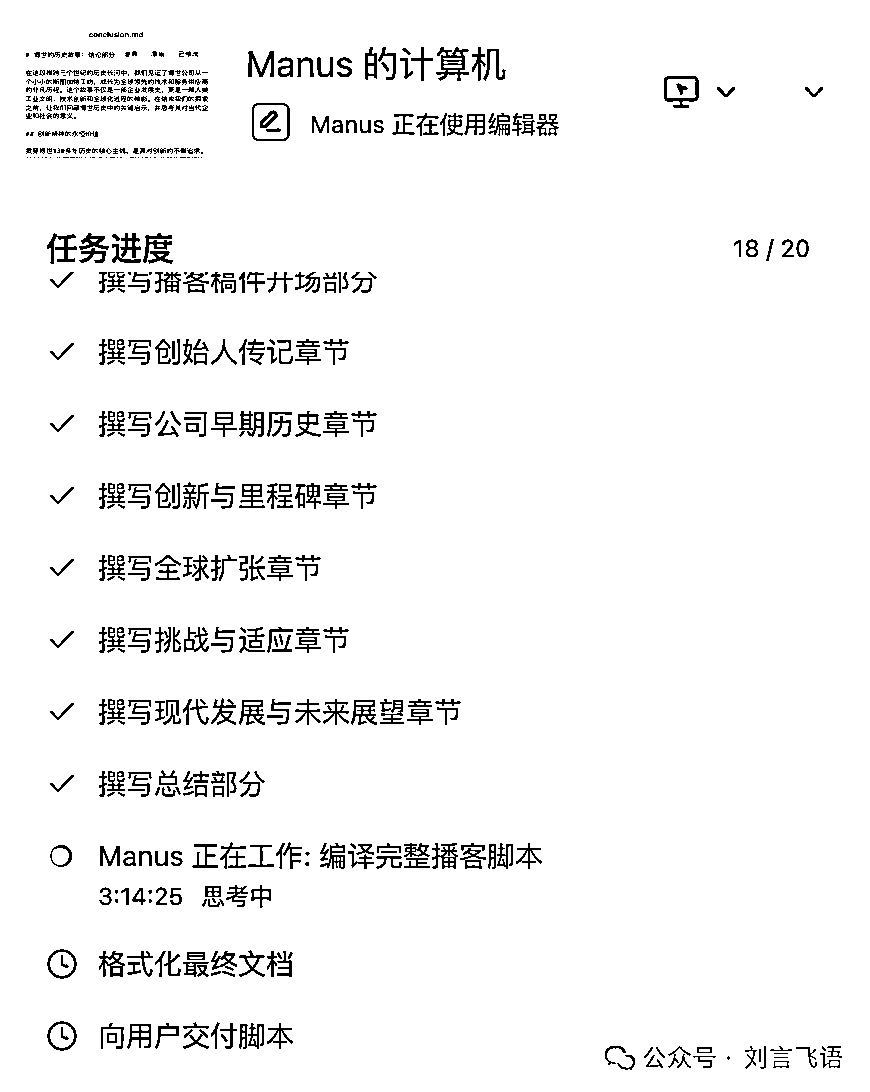 conclusion.md
Manus 的计算机
Manus 正在使用编辑器
任务进度
18 / 20
撰写播客稿件开场部分
撰写创始人传记章节
撰写公司早期历史章节
撰写创新与里程碑章节
撰写全球扩张章节
撰写挑战与适应章节
撰写现代发展与未来展望章节
撰写总结部分
Manus 正在工作: 编译完整播客脚本
3:14:25 思考中
格式化最终文档
向用户交付脚本
公众号 · 刘言飞语